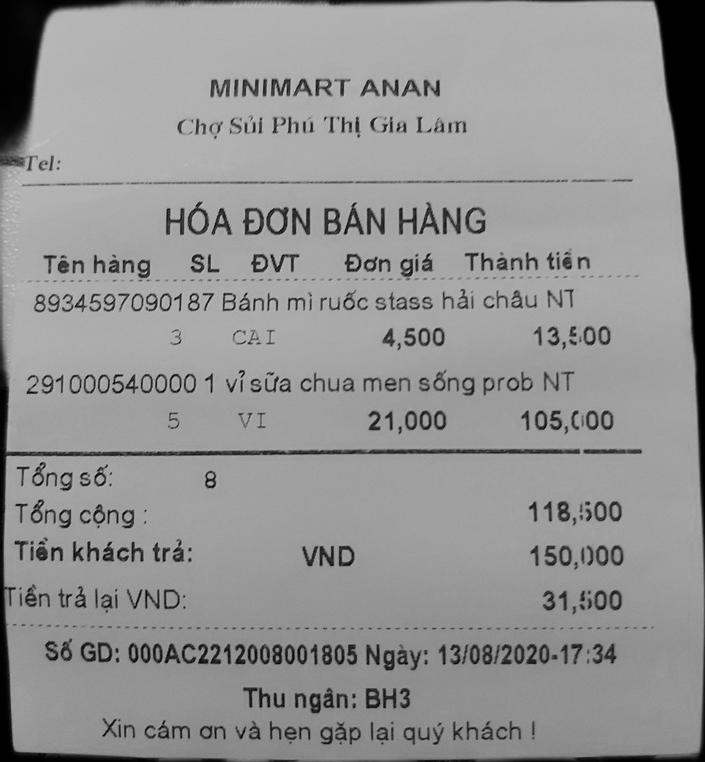 MINIMART ANAN
Chợ Sủi Phú Thị Gia Lâm
Tel:
HÓA ĐƠN BÁN HÀNG
Tên hàng SL ĐVT Đơn giá Thành tiền
8934597090187 Bánh mì ruốc stass hải châu NT
3 CAI 4,500 13,500
291000540000 1 vỉ sữa chua men sống prob NT
5 VI 21,000 105,000
Tổng số: 8
Tổng cộng : 118,500
Tiền khách trả: VND 150,000
Tiền trả lại VND: 31,500
Số GD: 000AC2212008001805 Ngày: 13/08/2020-17:34
Thu ngân: BH3
Xin cám ơn và hẹn gặp lại quý khách !